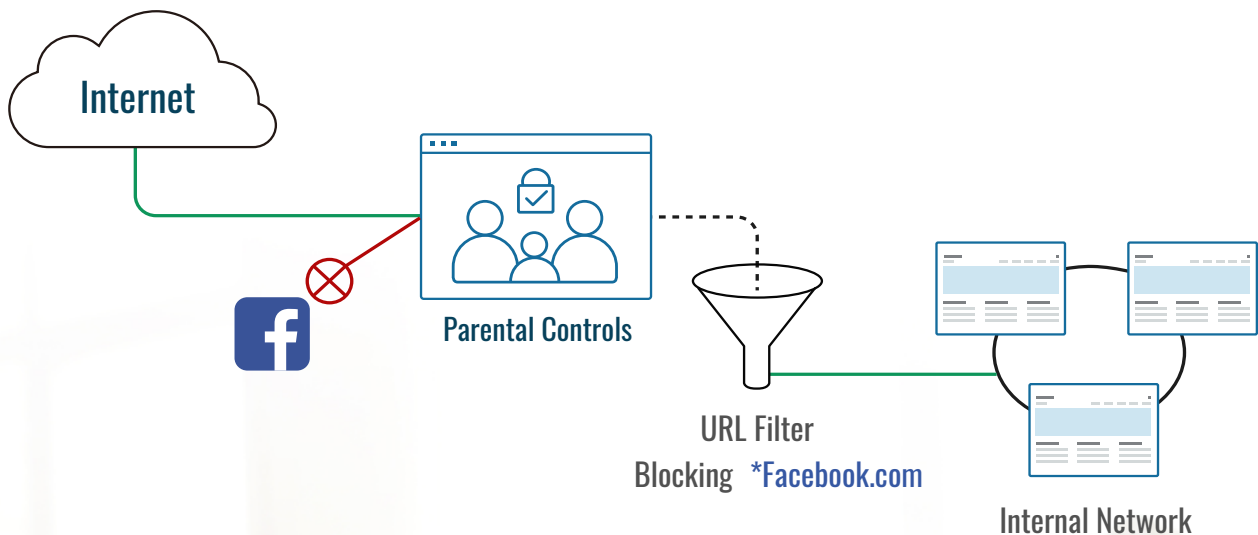 Internet
Parental Controls
URL Filter
Blocking *Facebook.com
Internal Network